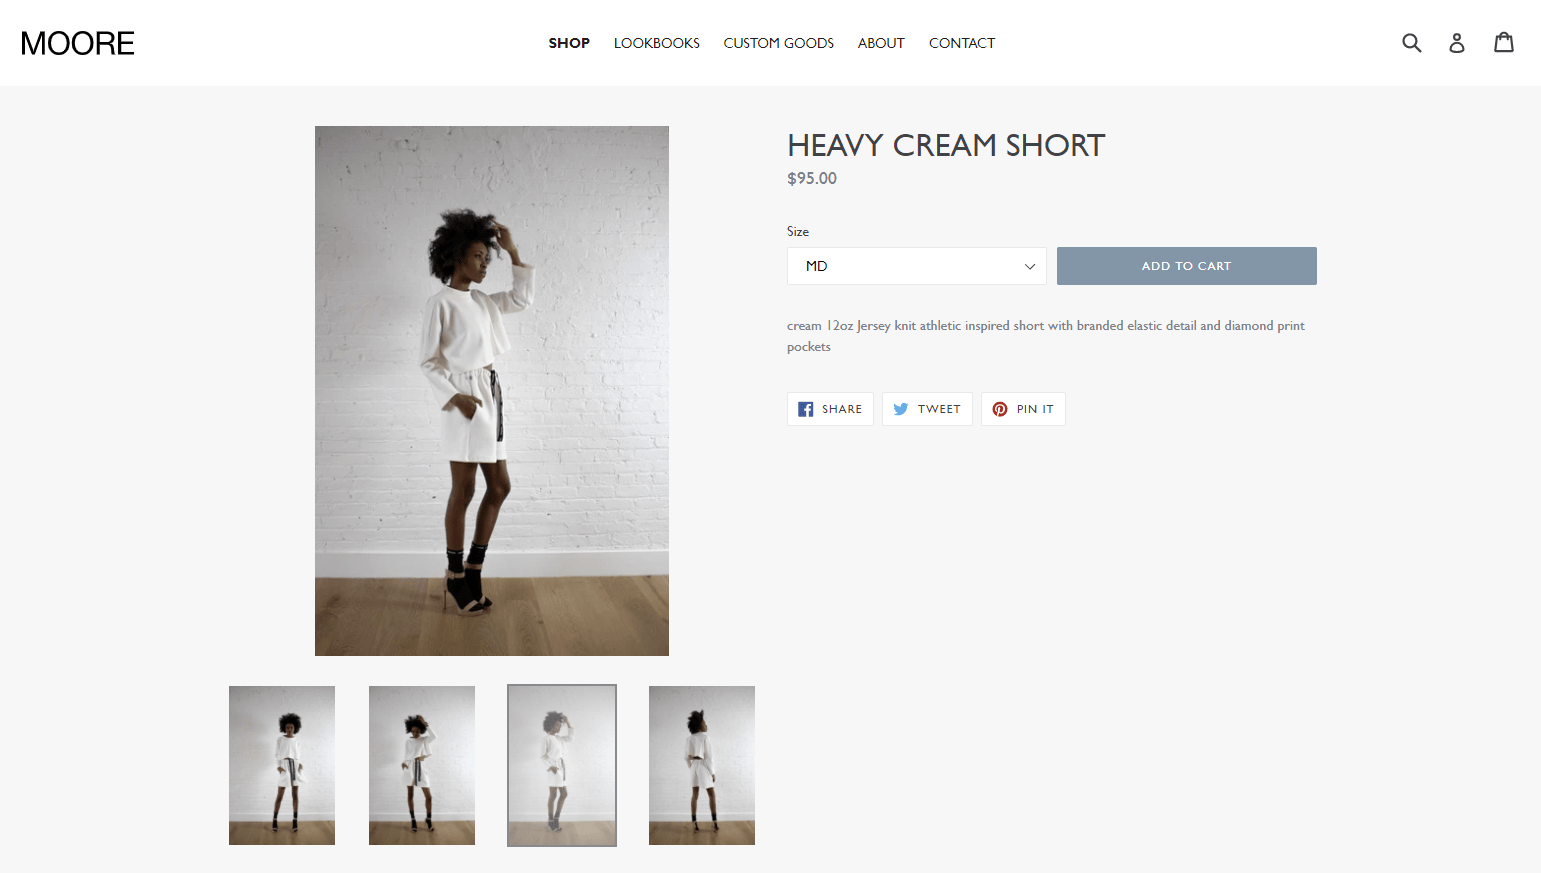 MOORE
SHOP
LOOKBOOKS
CUSTOM GOODS
ABOUT
CONTACT
HEAVY CREAM SHORT
$95.00
Size
MD
ADD TO CART
cream 12oz Jersey knit athletic inspired short with branded elastic detail and diamond print
pockets
SHARE
TWEET
PIN IT